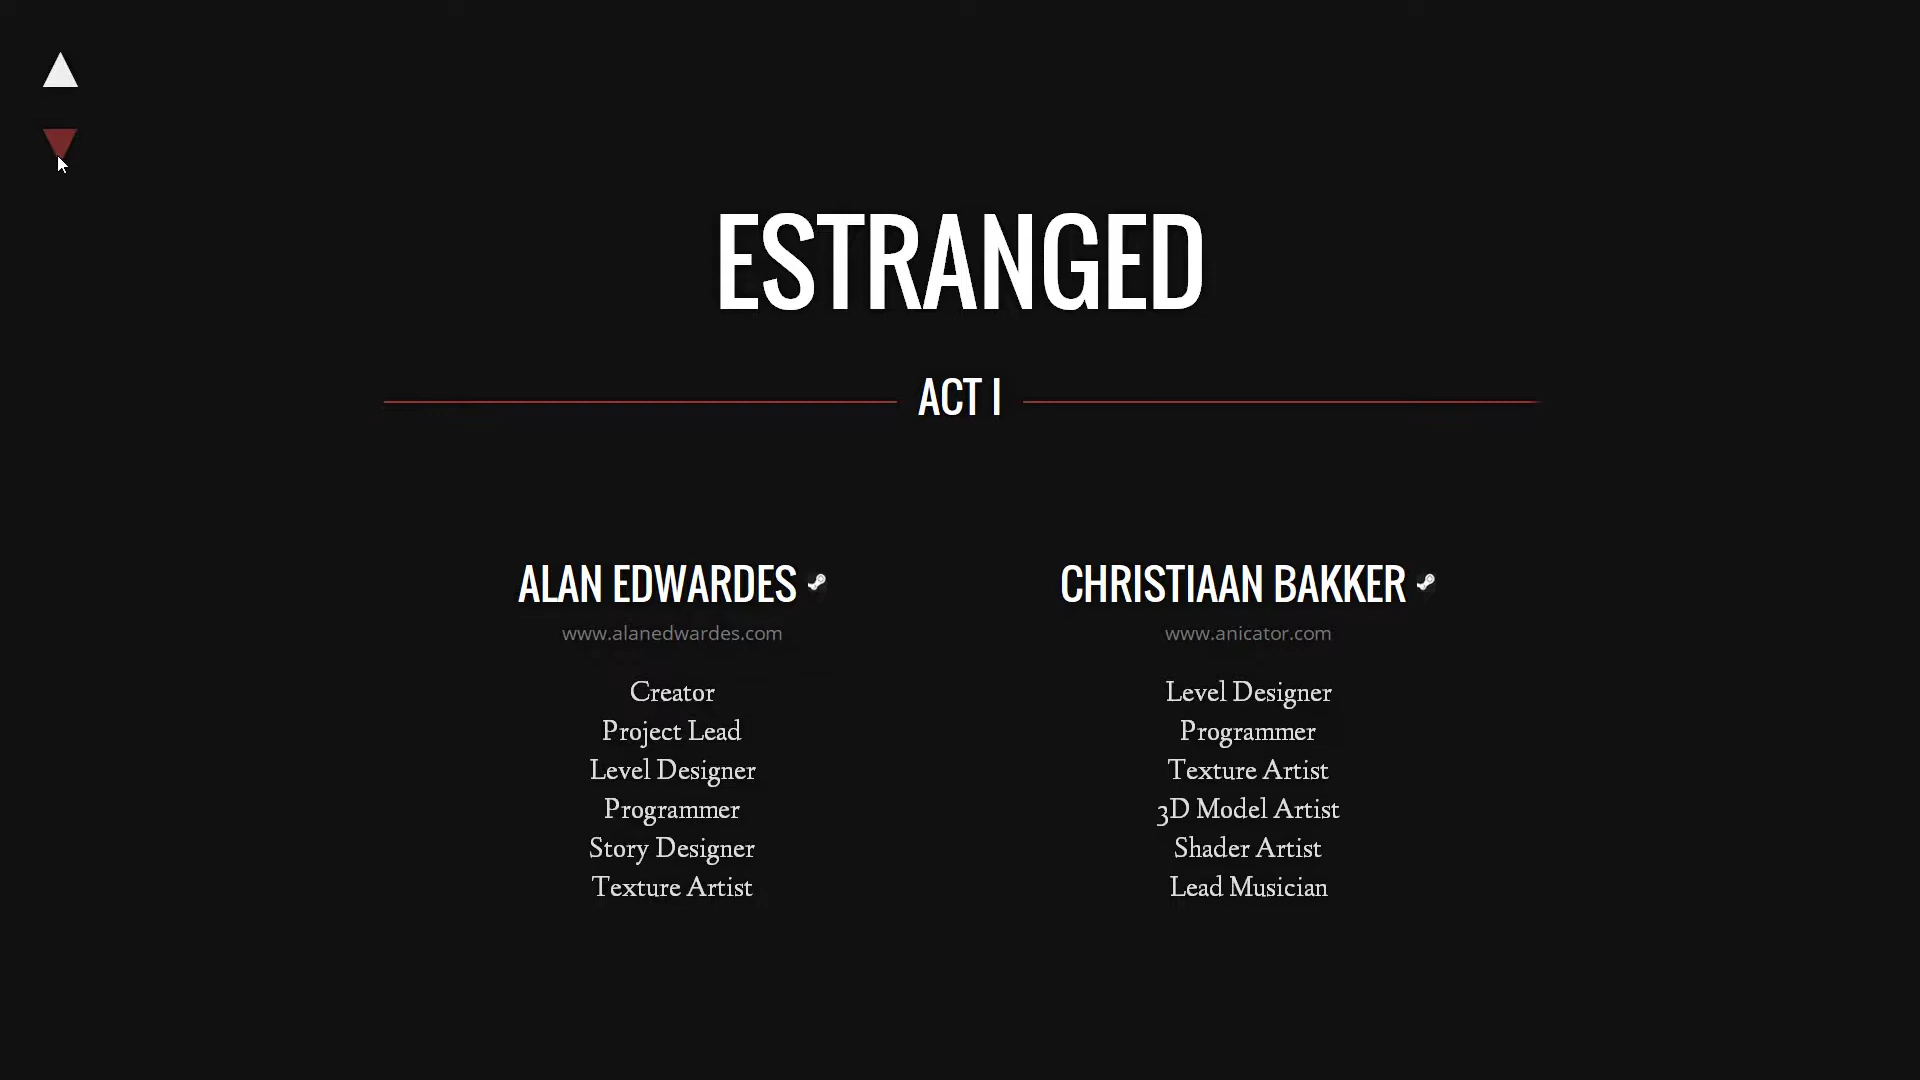 ESTRANGED
ACT I
ALAN EDWARDES
www.alanedwardes.com
Creator
Project Lead
Level Designer
Programmer
Story Designer
Texture Artist
CHRISTIAAN BAKKER
www.anicator.com
Level Designer
Programmer
Texture Artist
3D Model Artist
Shader Artist
Lead Musician